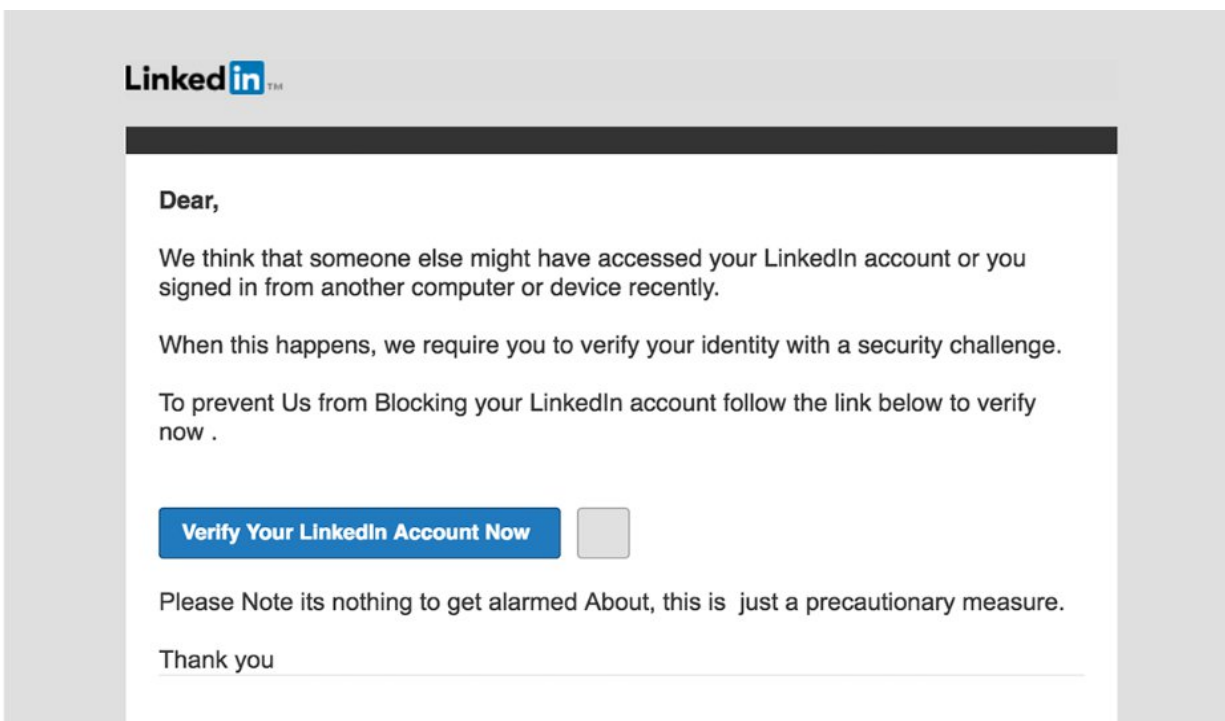 Linked in TM
Dear,
We think that someone else might have accessed your LinkedIn account or you
signed in from another computer or device recently.
When this happens, we require you to verify your identity with a security challenge.
To prevent Us from Blocking your LinkedIn account follow the link below to verify
now .
Verify Your LinkedIn Account Now
Please Note its nothing to get alarmed About, this is  just a precautionary measure.
Thank you